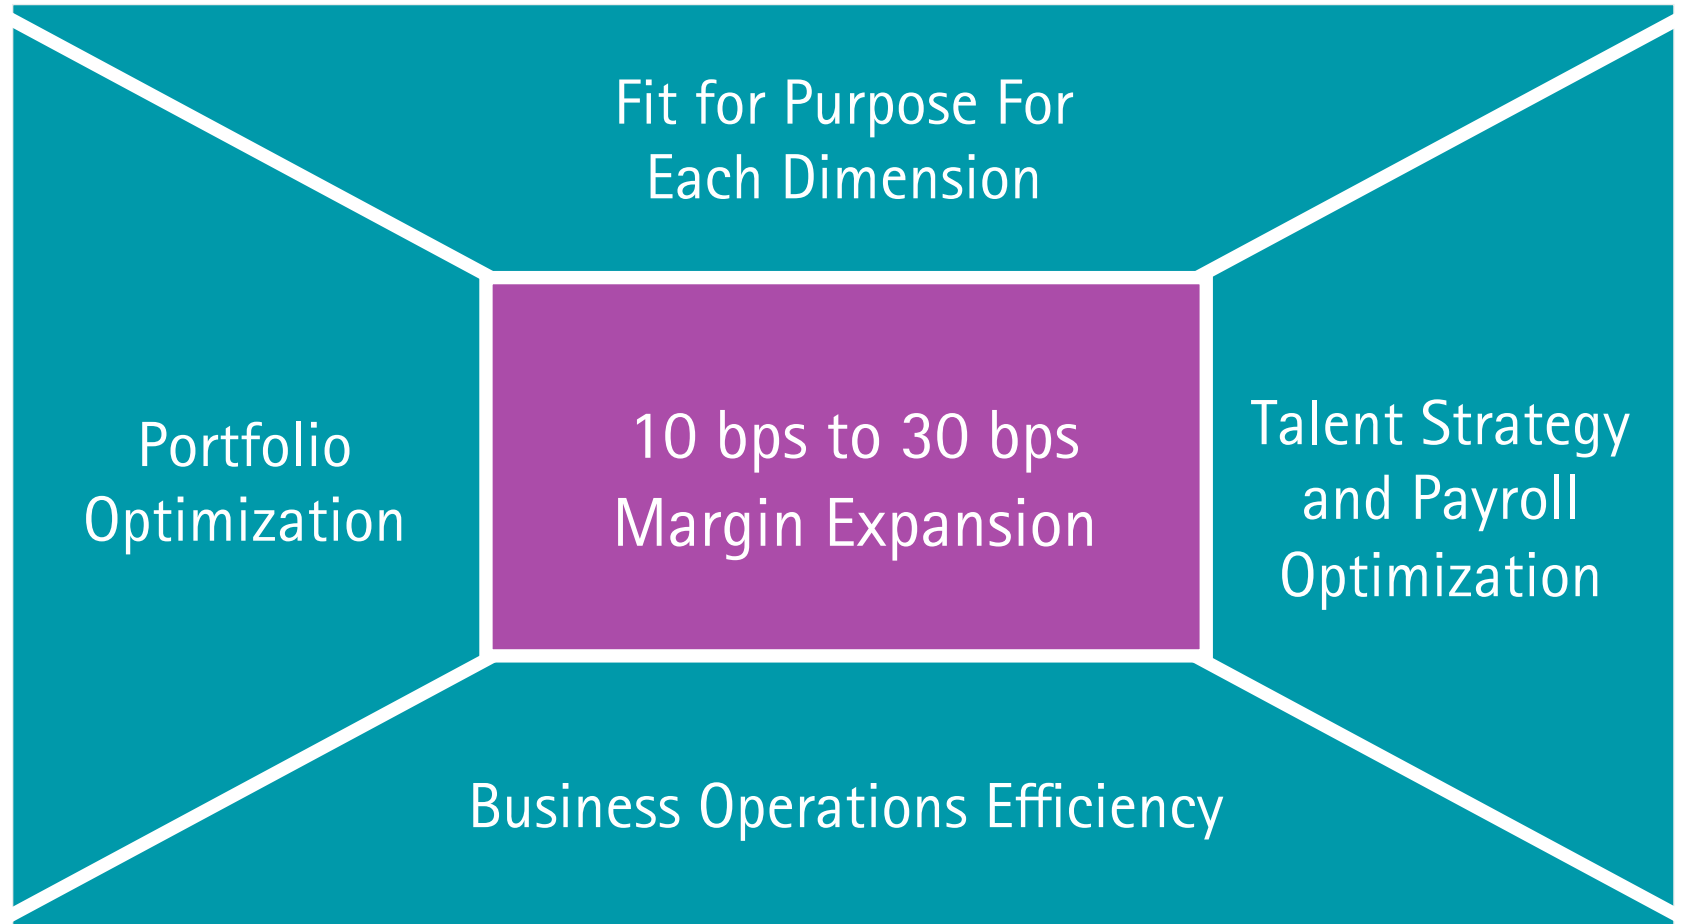 Fit for Purpose For
Each Dimension
Portfolio
Optimization
10 bps to 30 bps
Margin Expansion
Talent Strategy
and Payroll
Optimization
Business Operations Efficiency